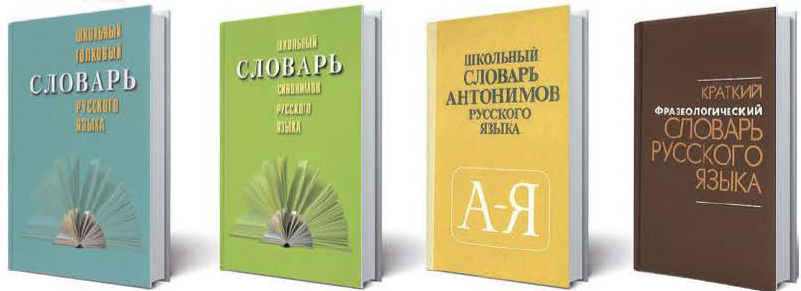 ШКОЛЬНЫЙ
ТОЛКОВЫЙ
СЛОВАРЬ
РУССКОГО
ЯЗЫКА
ШКОЛЬНЫЙ
СЛОВАРЬ
СИНОНИМОВ
РУССКОГО
ЯЗЫКА
ШКОЛЬНЫЙ
СЛОВАРЬ
АНТОНИМОВ
РУССКОГО
ЯЗЫКА
А-Я
КРАТКИЙ
ФРАЗЕОЛОГИЧЕСКИЙ
СЛОВАРЬ
РУССКОГО
ЯЗЫКА